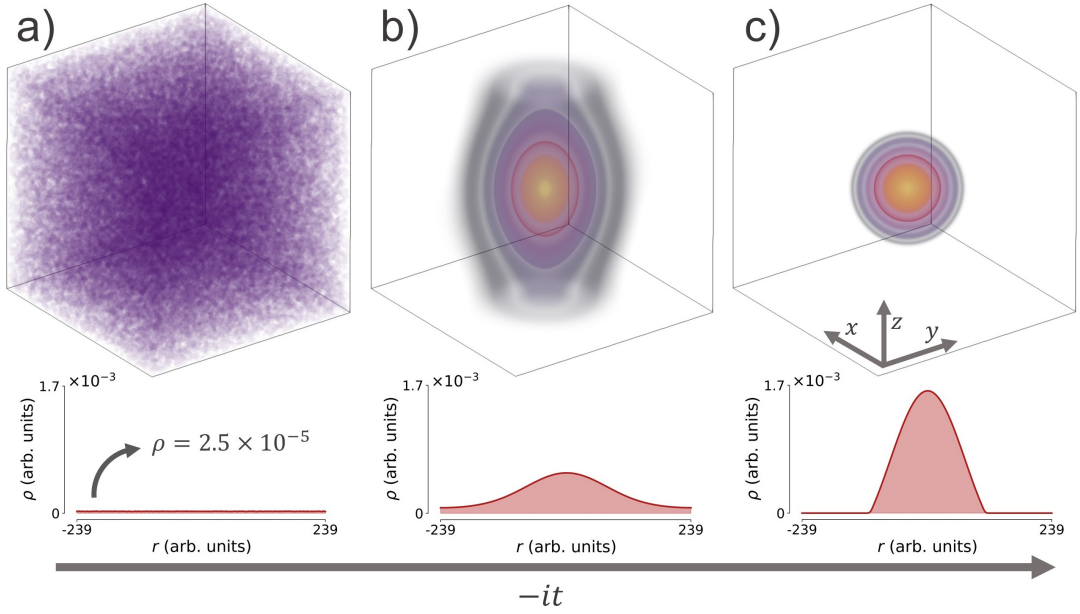 a) b) c)
x z y
1.7 ×10⁻³ 1.7 ×10⁻³ 1.7 ×10⁻³
ρ (arb. units) ρ (arb. units) ρ (arb. units)
ρ = 2.5 × 10⁻⁵
0 0 0
-239 239 -239 239 -239 239
r (arb. units) r (arb. units) r (arb. units)
−it